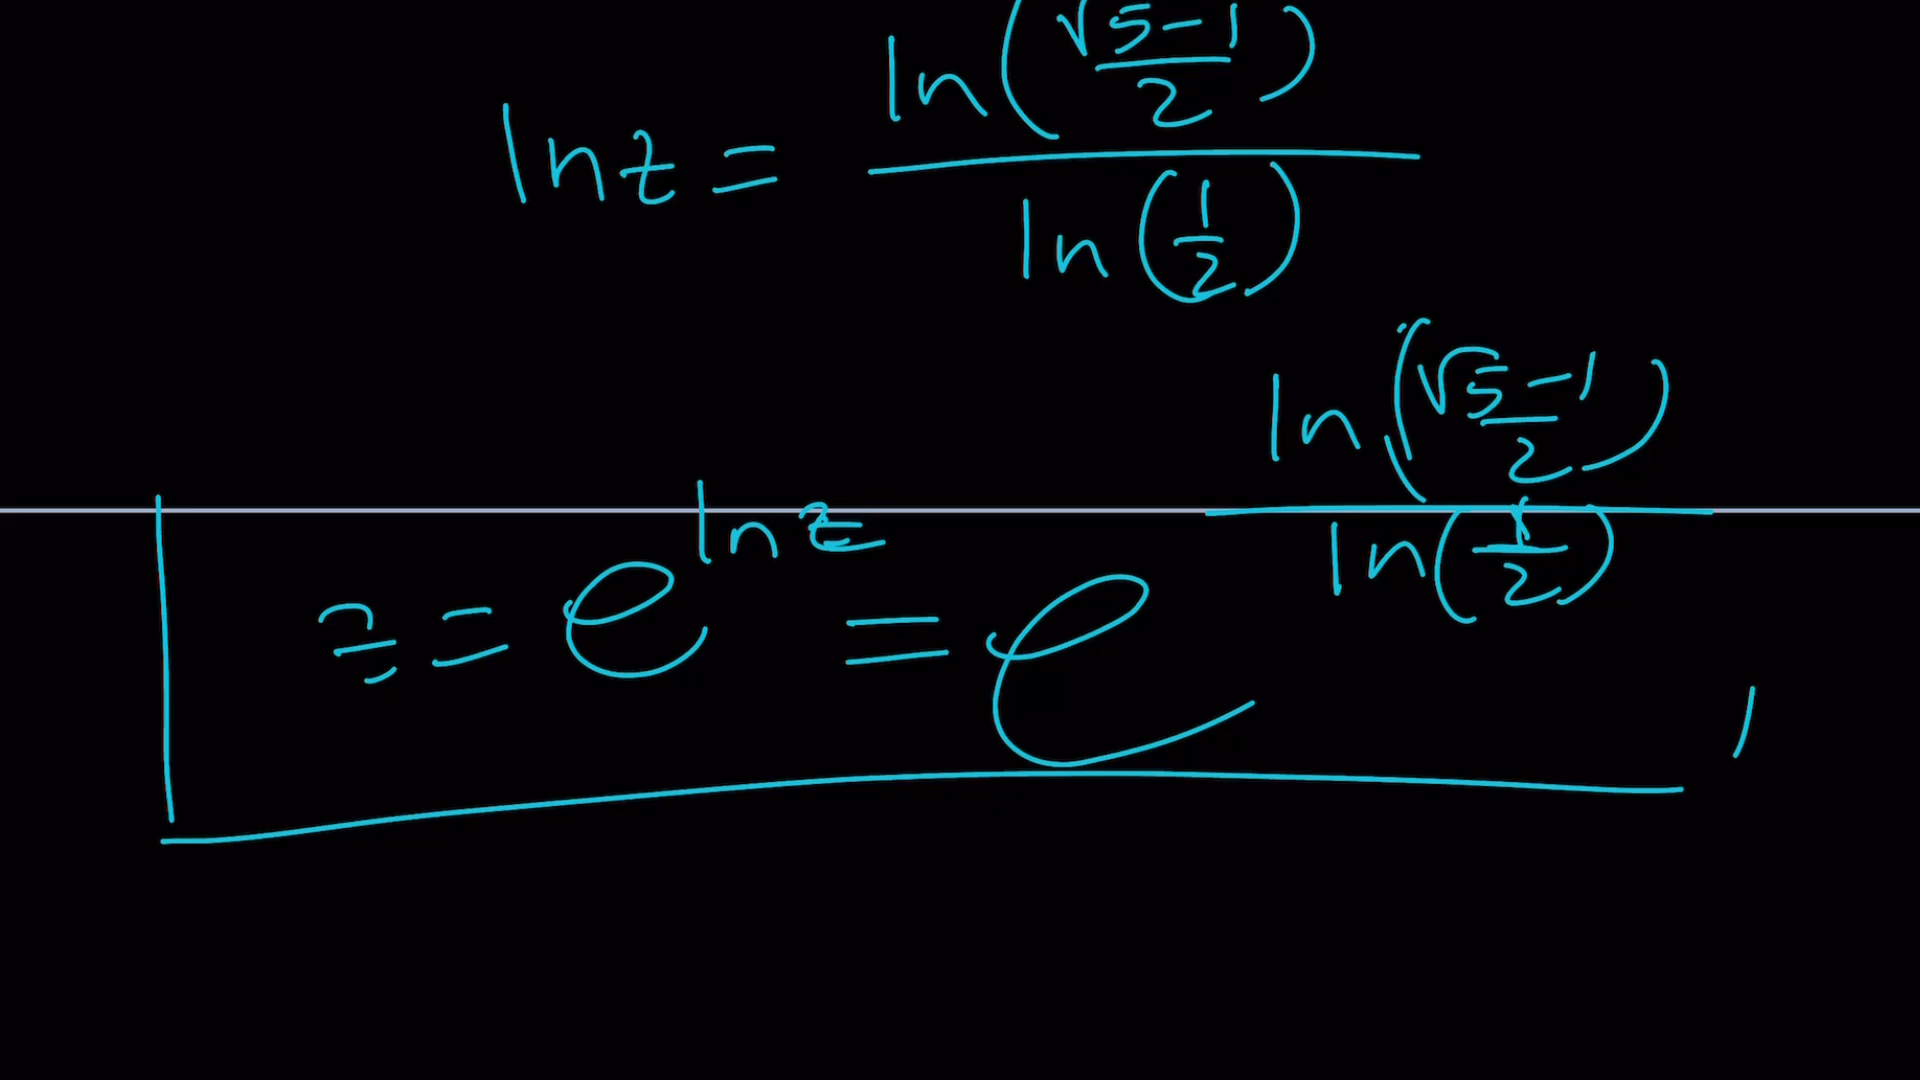 ln z = ln((√5 - 1)/2) / ln(1/2)
z = e^(ln z) = e^(ln((√5 - 1)/2) / ln(1/2)) ,